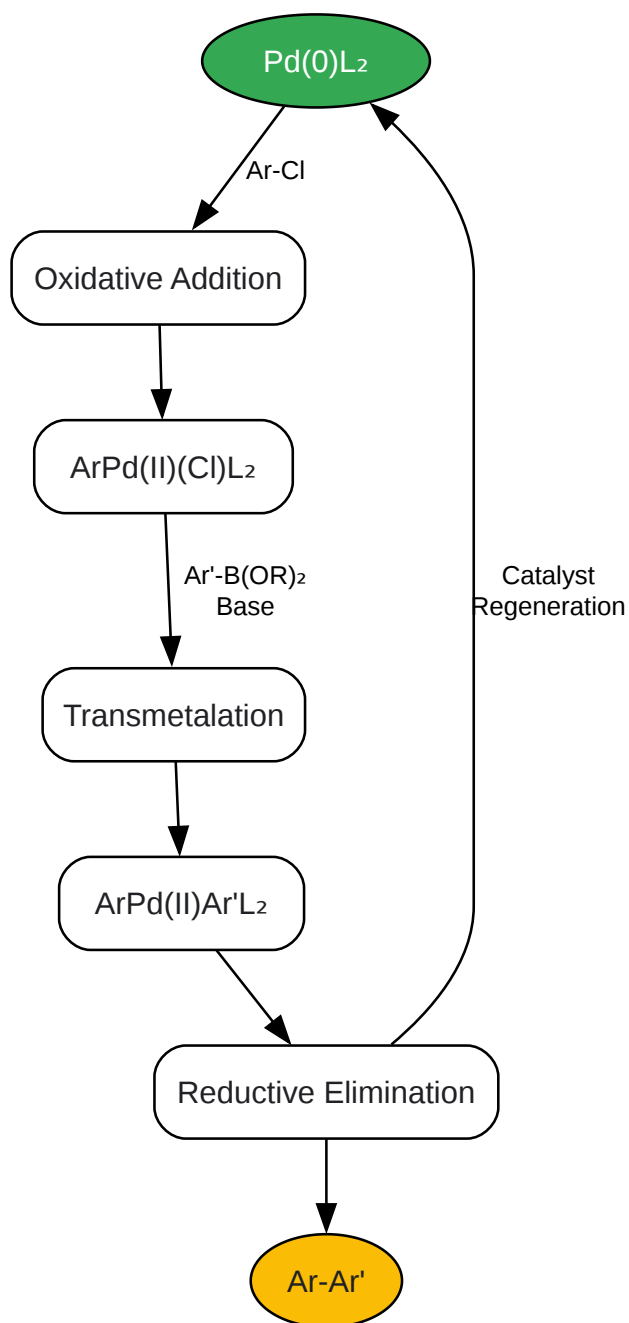 Pd(0)L₂
Ar-Cl
Oxidative Addition
ArPd(II)(Cl)L₂
Ar'-B(OR)₂
Base
Catalyst
Regeneration
Transmetalation
ArPd(II)Ar'L₂
Reductive Elimination
Ar-Ar'